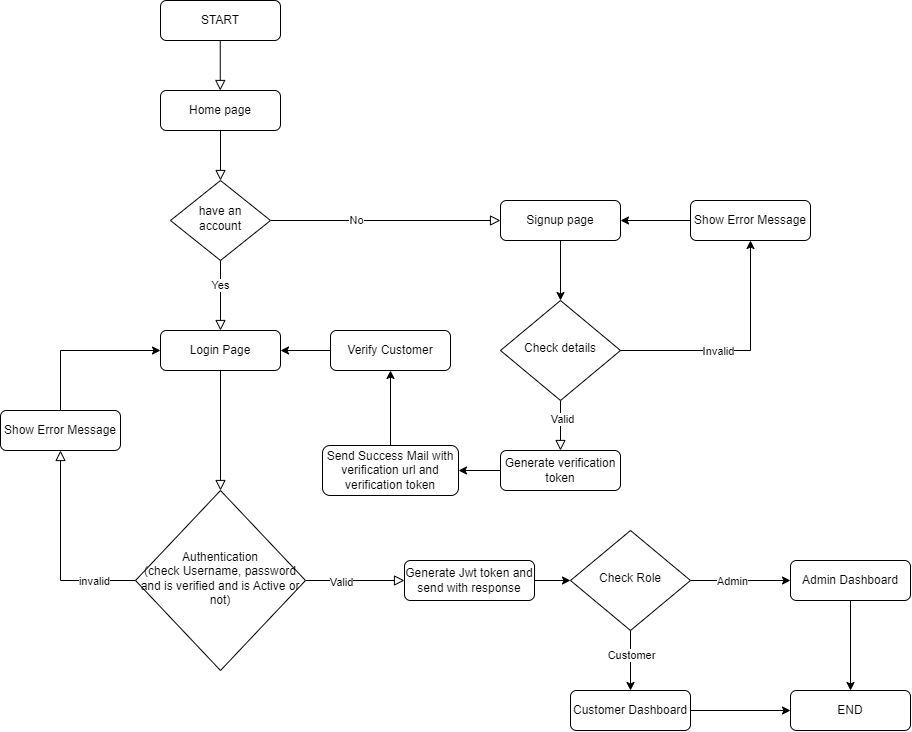 START
Home page
have an
account
No
Signup page
Show Error Message
Yes
Login Page
Verify Customer
Check details
Invalid
Show Error Message
Valid
Send Success Mail with
verification url and
verification token
Generate verification
token
Authentication
(check Username, password
and is verified and is Active or
not)
invalid
Valid
Generate Jwt token and
send with response
Check Role
Admin
Admin Dashboard
Customer
Customer Dashboard
END